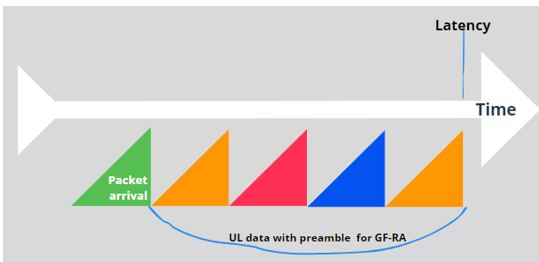 Latency
Time
Packet
arrival
UL data with preamble for GF-RA